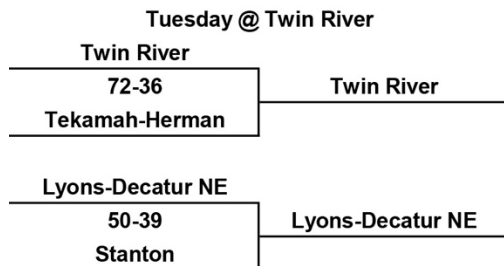 Tuesday @ Twin River
Twin River
72-36
Twin River
Tekamah-Herman
Lyons-Decatur NE
50-39
Lyons-Decatur NE
Stanton